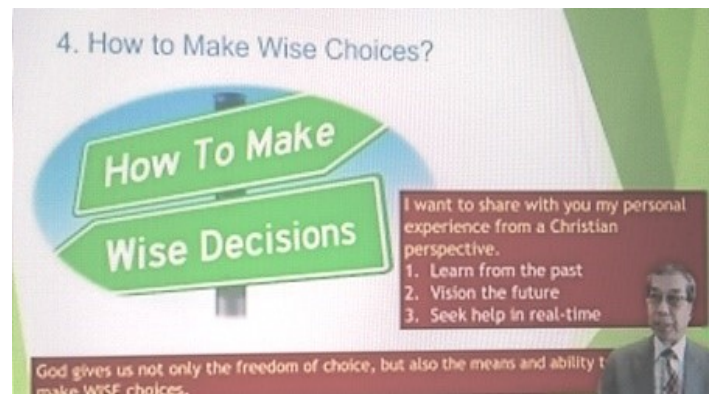 4. How to Make Wise Choices?
How To Make
Wise Decisions
I want to share with you my personal
experience from a Christian
perspective.
1. Learn from the past
2. Vision the future
3. Seek help in real-time
God gives us not only the freedom of choice, but also the means and ability
make WISE choices.